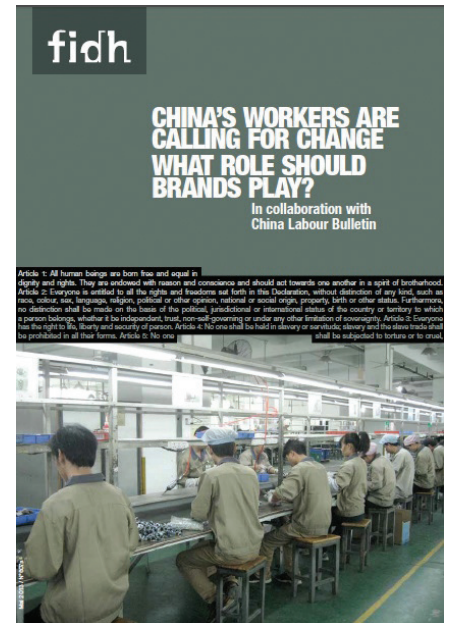 fidh
CHINA'S WORKERS ARE
CALLING FOR CHANGE
WHAT ROLE SHOULD
BRANDS PLAY?
In collaboration with
China Labour Bulletin
Article 1: All human beings are born free and equal in
dignity and rights. They are endowed with reason and conscience and should act towards one another in a spirit of brotherhood.
Article 2: Everyone is entitled to all the rights and freedoms set forth in this Declaration, without distinction of any kind, such as
race, colour, sex, language, religion, political or other opinion, national or social origin, property, birth or other status. Furthermore,
no distinction shall be made on the basis of the political, jurisdictional or international status of the country or territory to which
a person belongs, whether it be independent, trust, non-self-governing or under any other limitation of sovereignty. Article 3: Everyone
has the right to life, liberty and security of person. Article 4: No one shall be held in slavery or servitude; slavery and the slave trade shall
be prohibited in all their forms. Article 5: No one shall be subjected to torture or to cruel,